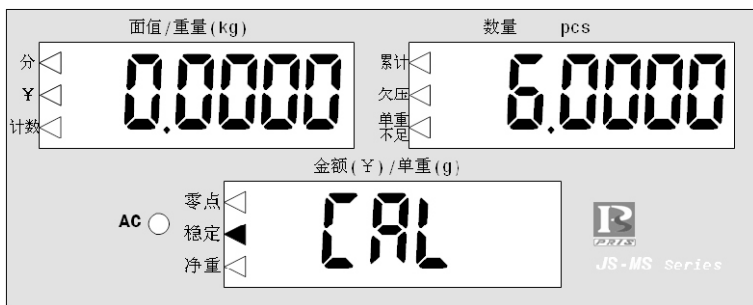 面值/重量(kg)
数量 pcs
分
¥
计数
0.0000
累计
欠压
单重
不足
6.0000
金额(¥)/单重(g)
AC
零点
稳定
净重
CAL
PRIS
JS-MS Series